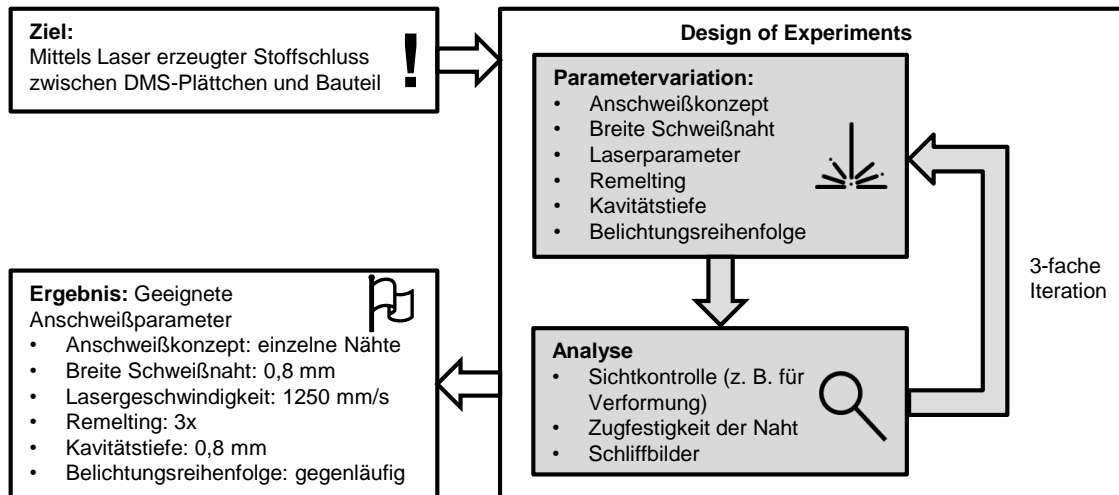 Ziel:
Mittels Laser erzeugter Stoffschluss
zwischen DMS-Plättchen und Bauteil
!
Design of Experiments
Parametervariation:
• Anschweißkonzept
• Breite Schweißnaht
• Laserparameter
• Remelting
• Kavitätstiefe
• Belichtungsreihenfolge
3-fache
Iteration
Analyse
• Sichtkontrolle (z. B. für
Verformung)
• Zugfestigkeit der Naht
• Schliffbilder
Ergebnis: Geeignete
Anschweißparameter
• Anschweißkonzept: einzelne Nähte
• Breite Schweißnaht: 0,8 mm
• Lasergeschwindigkeit: 1250 mm/s
• Remelting: 3x
• Kavitätstiefe: 0,8 mm
• Belichtungsreihenfolge: gegenläufig